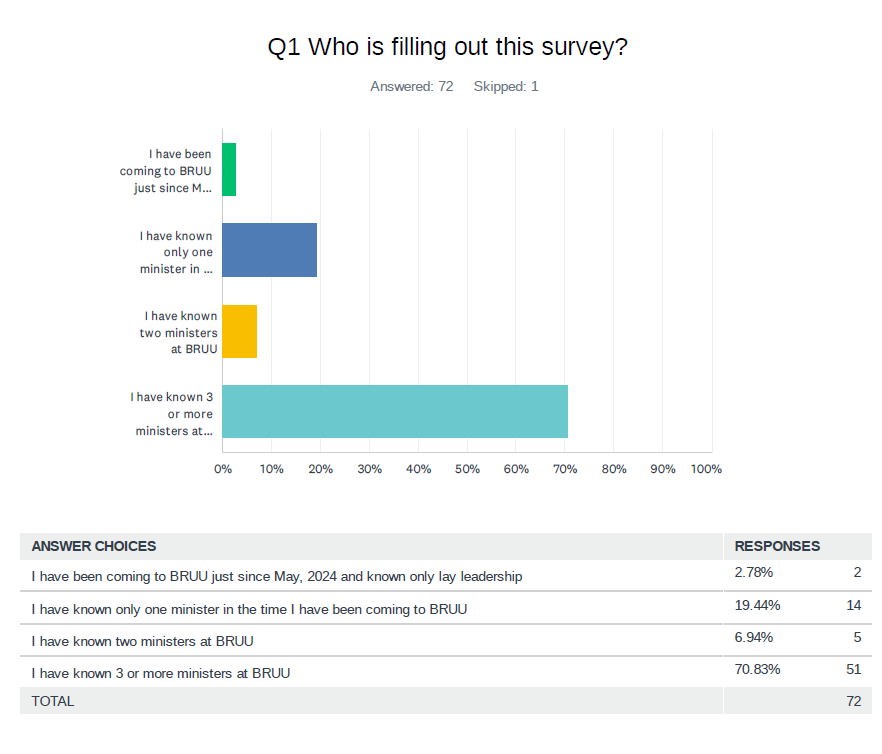 Q1 Who is filling out this survey?
Answered: 72 Skipped: 1
I have been
coming to BRUU
just since M...
I have known
only one
minister in ...
I have known
two ministers
at BRUU
I have known 3
or more
ministers at...
0% 10% 20% 30% 40% 50% 60% 70% 80% 90% 100%
ANSWER CHOICES RESPONSES
I have been coming to BRUU just since May, 2024 and known only lay leadership 2.78% 2
I have known only one minister in the time I have been coming to BRUU 19.44% 14
I have known two ministers at BRUU 6.94% 5
I have known 3 or more ministers at BRUU 70.83% 51
TOTAL 72